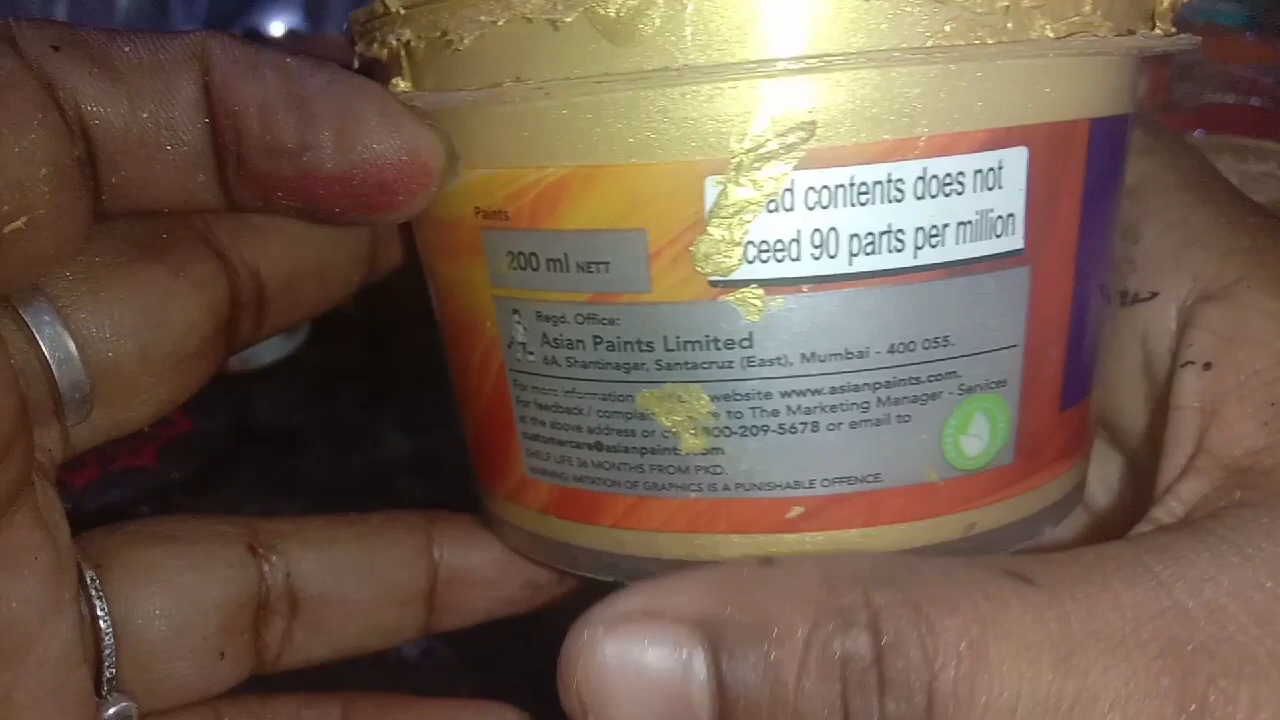 Paints
200 ml NETT
ad contents does not
ceed 90 parts per million
Regd. Office:
Asian Paints Limited
6A, Shantinagar, Santacruz (East), Mumbai - 400 055.
For more information website www.asianpaints.com.
For feedback / complai to The Marketing Manager - Services
at the above address or 800-209-5678 or email to
customercare@asianpaints.com
SHELF LIFE 36 MONTHS FROM PKD.
WARNING: IMITATION OF GRAPHICS IS A PUNISHABLE OFFENCE.